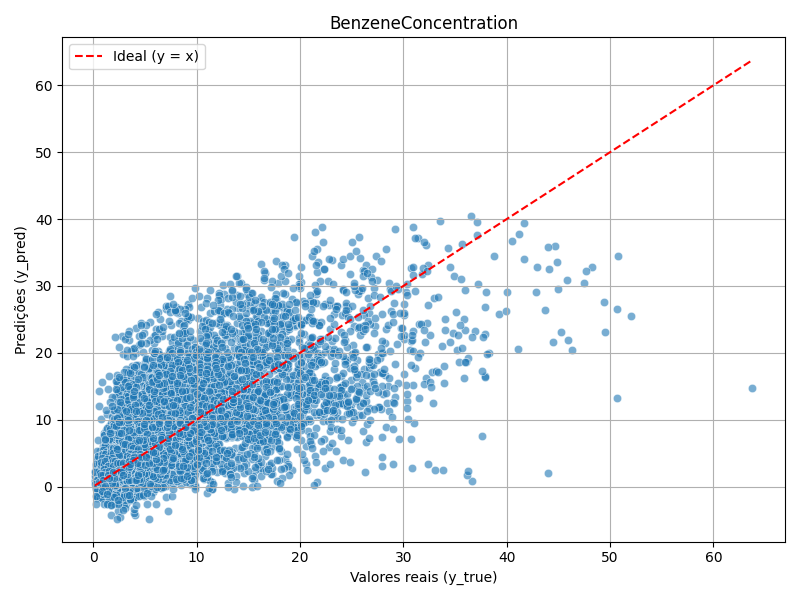 BenzeneConcentration
Ideal (y = x)
Predições (y_pred)
60
50
40
30
20
10
0
0 10 20 30 40 50 60
Valores reais (y_true)